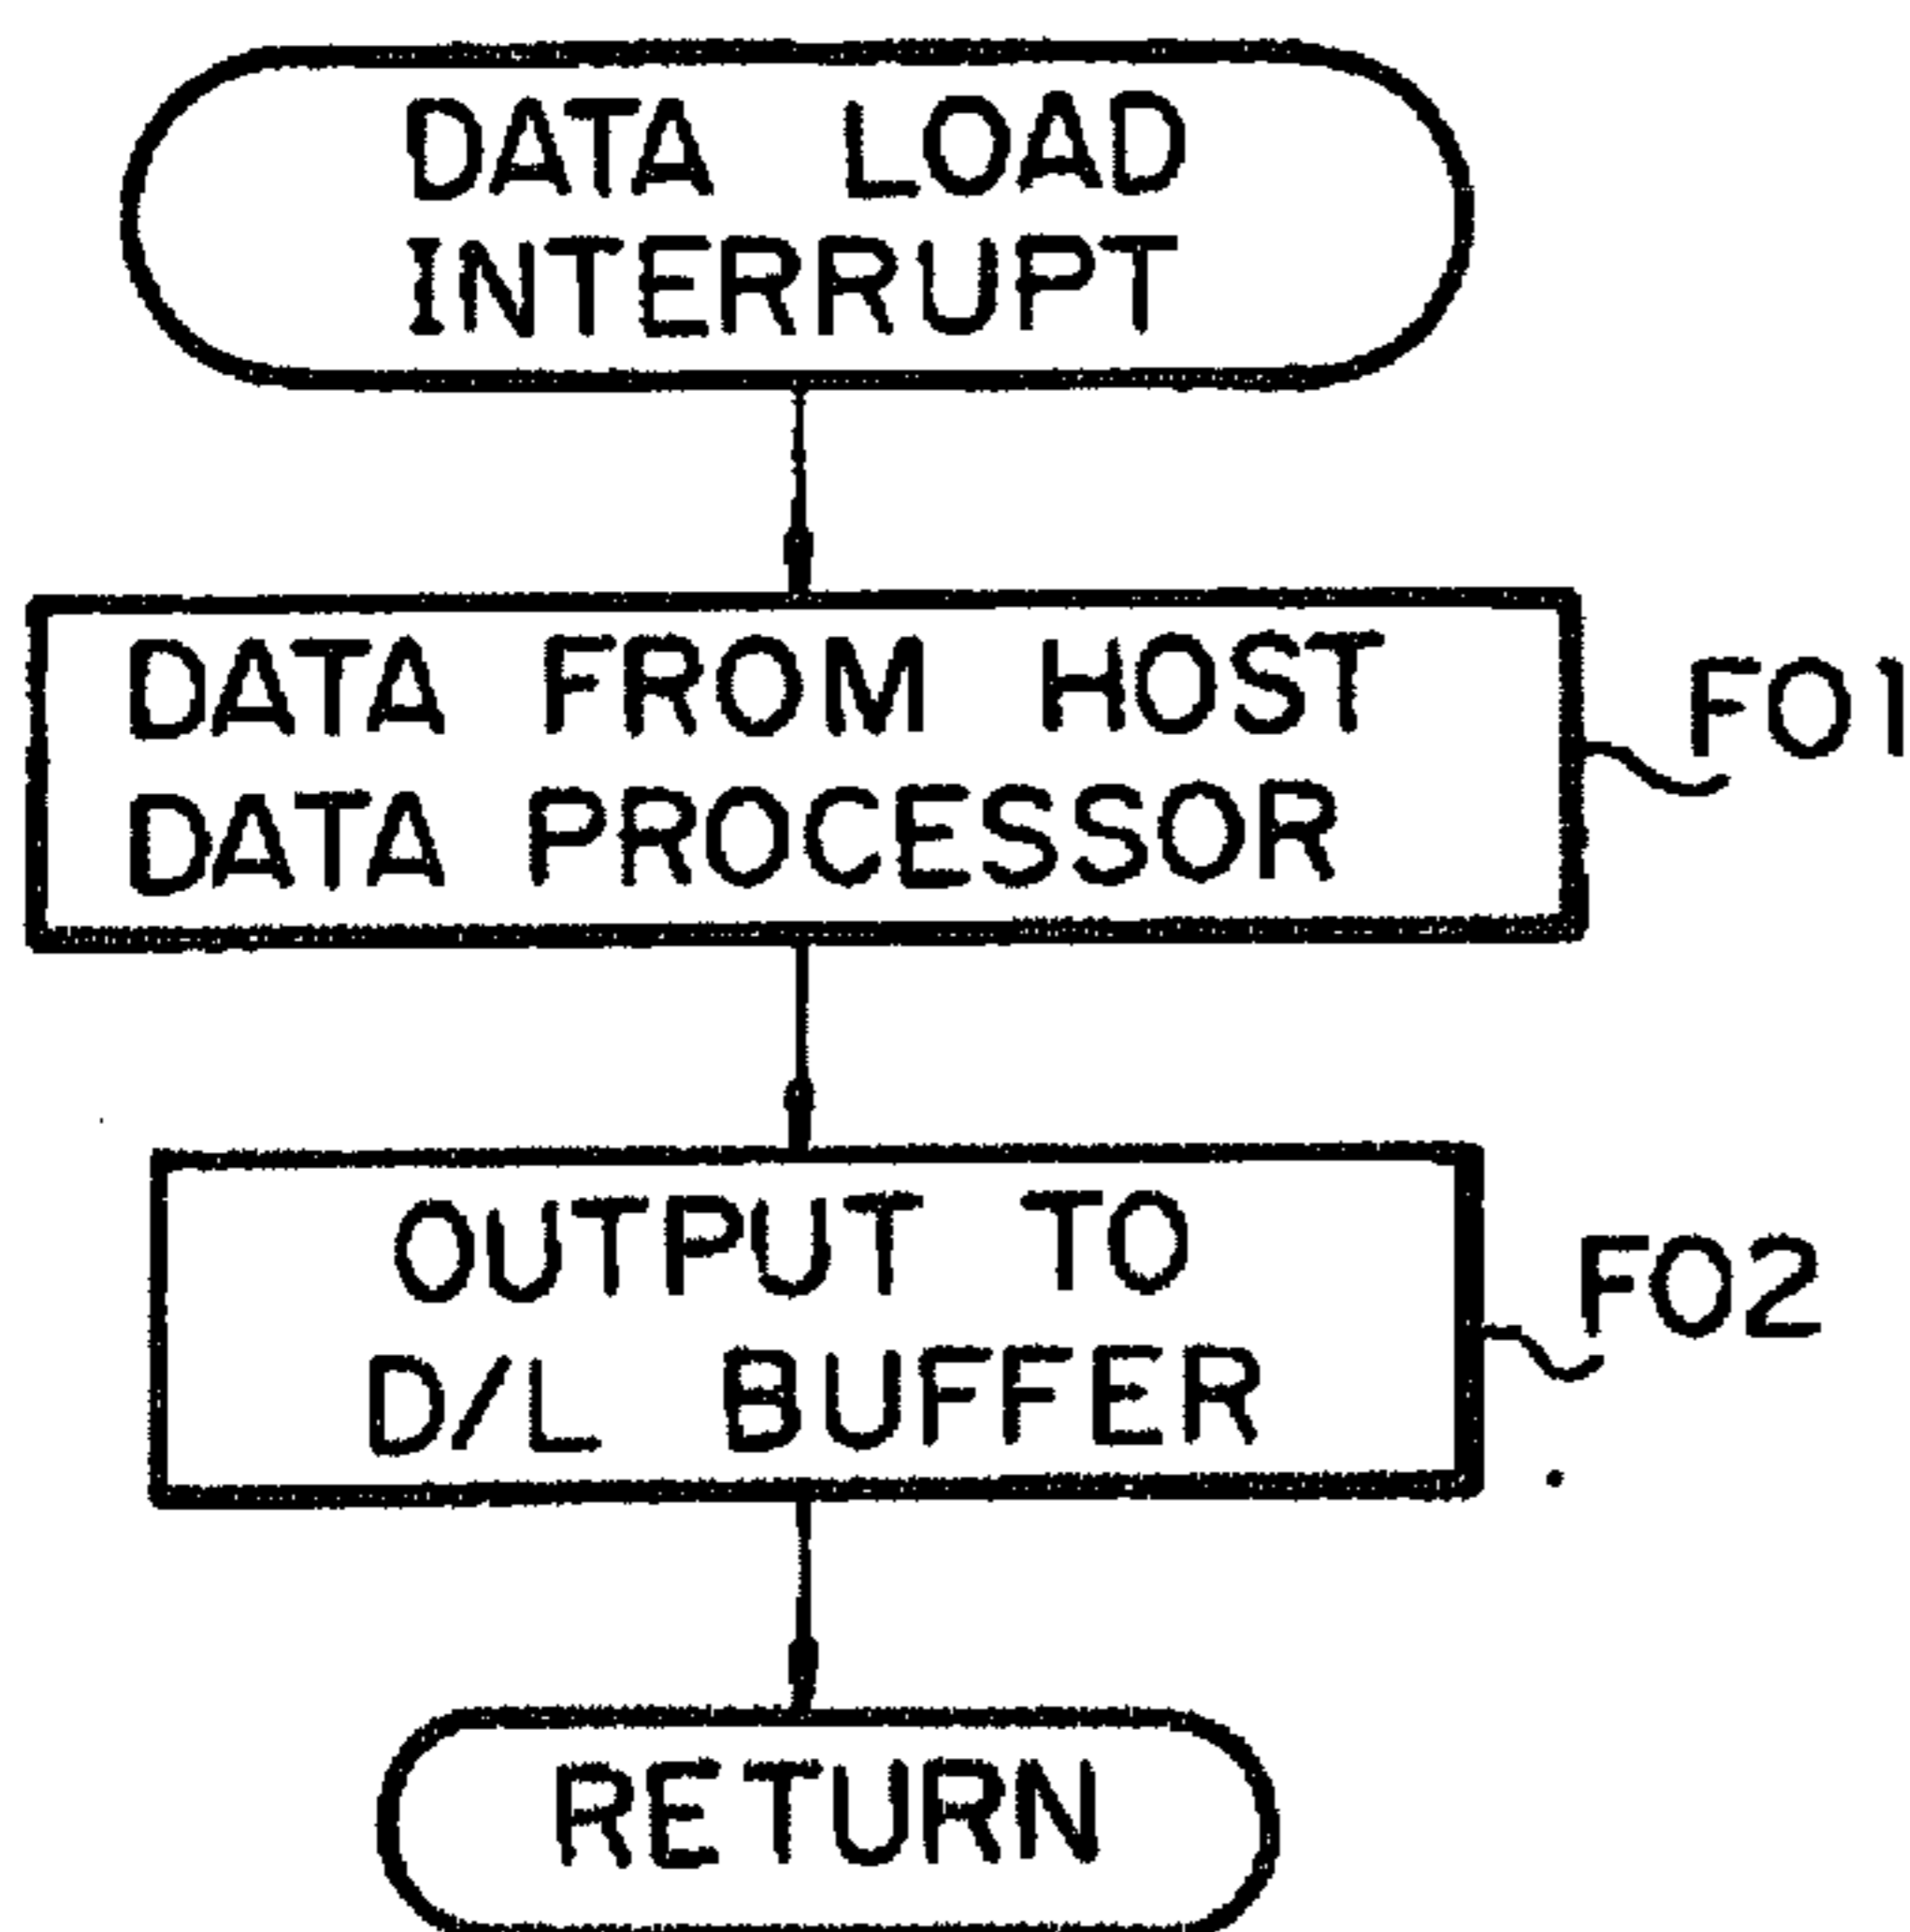 DATA LOAD
INTERRUPT
DATA FROM HOST
DATA PROCESSOR
F01
OUTPUT TO
D/L BUFFER
F02
RETURN